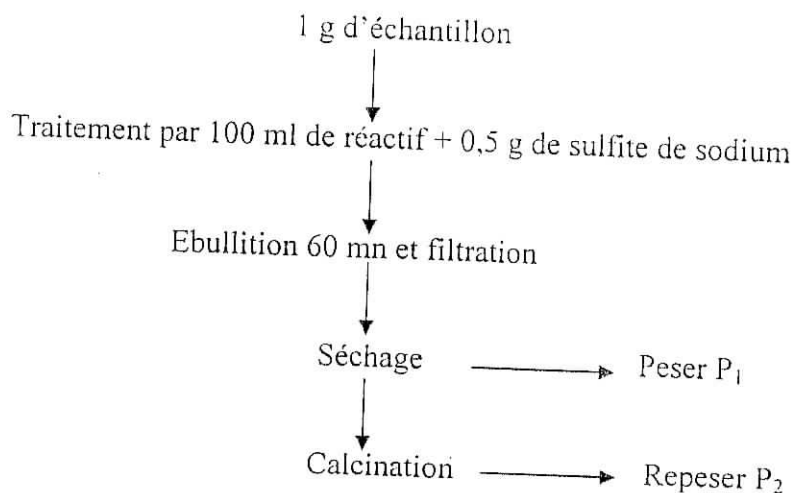 1 g d'échantillon
Traitement par 100 ml de réactif + 0,5 g de sulfite de sodium
Ebullition 60 mn et filtration
Séchage Peser P₁
Calcination Repeser P₂